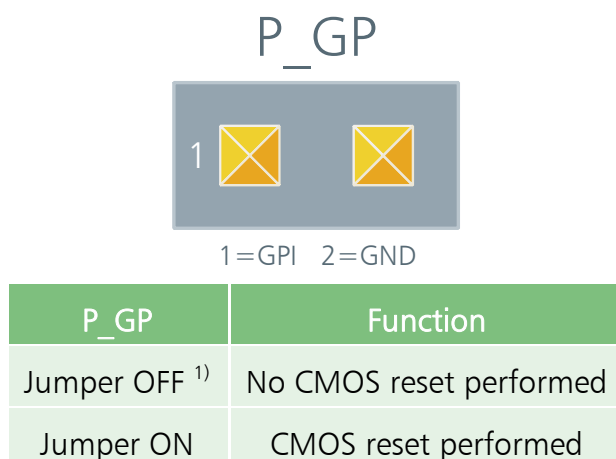 P_GP
1
1=GPI 2=GND
P_GP Function
Jumper OFF 1) No CMOS reset performed
Jumper ON CMOS reset performed